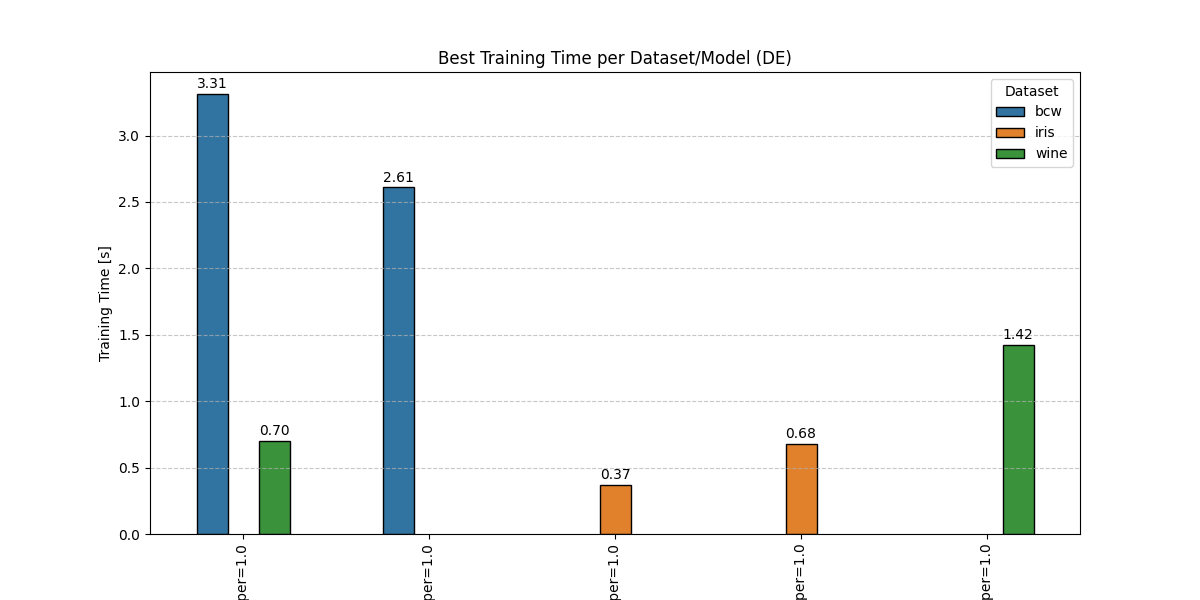 Best Training Time per Dataset/Model (DE)
3.31
Dataset
bcw
iris
wine
3.0
2.61
2.5
2.0
Training Time [s]
1.5
1.42
1.0
0.70
0.68
0.5
0.37
0.0
per=1.0
per=1.0
per=1.0
per=1.0
per=1.0